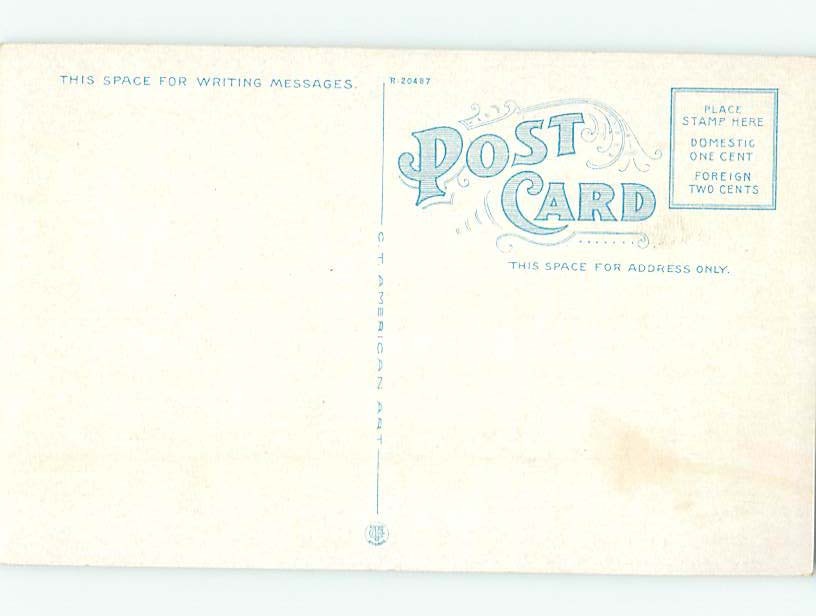 THIS SPACE FOR WRITING MESSAGES.
R-20487
POST
CARD
PLACE
STAMP HERE
DOMESTIC
ONE CENT
FOREIGN
TWO CENTS
THIS SPACE FOR ADDRESS ONLY.
C.T. AMERICAN ART